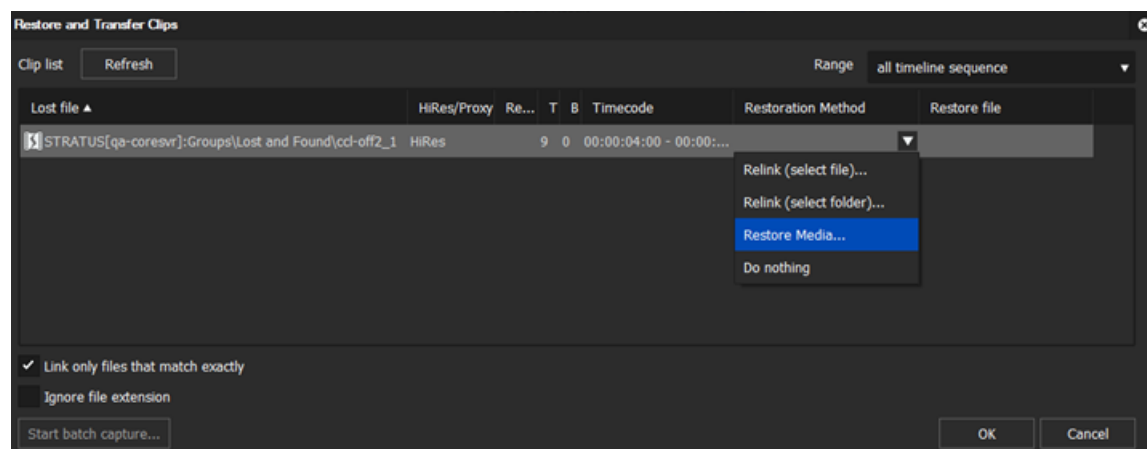 Restore and Transfer Clips
Clip list Refresh Range all timeline sequence
Lost file HiRes/Proxy Re... T B Timecode Restoration Method Restore file
STRATUS[qa-coresvr]:Groups\Lost and Found\ccl-off2_1 HiRes 9 0 00:00:04:00 - 00:00:...
Relink (select file)...
Relink (select folder)...
Restore Media...
Do nothing
Link only files that match exactly
Ignore file extension
Start batch capture... OK Cancel